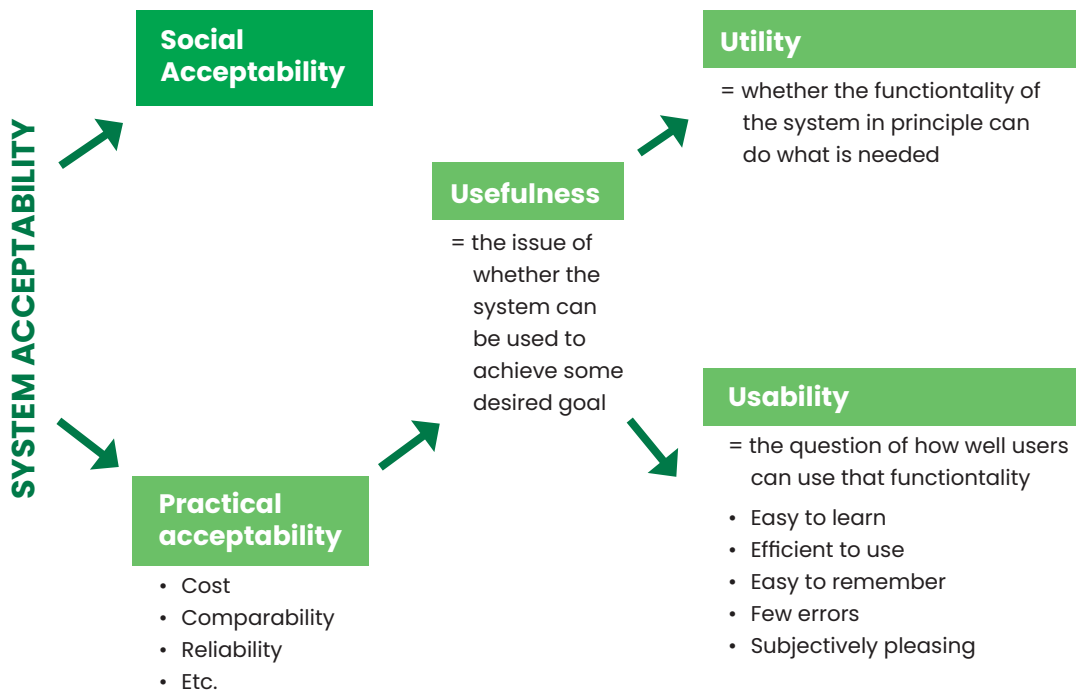 SYSTEM ACCEPTABILITY
Social
Acceptability
Practical
acceptability
• Cost
• Comparability
• Reliability
• Etc.
Usefulness
= the issue of
whether the
system can
be used to
achieve some
desired goal
Utility
= whether the functiontality of
the system in principle can
do what is needed
Usability
= the question of how well users
can use that functiontality
• Easy to learn
• Efficient to use
• Easy to remember
• Few errors
• Subjectively pleasing